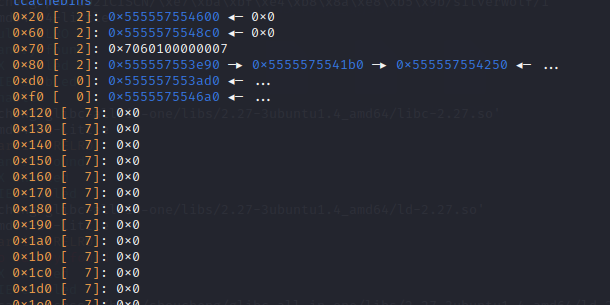 tcachebins
0x20 [  2]: 0x555557554600 ◂— 0x0
0x60 [  2]: 0x5555575548c0 ◂— 0x0
0x70 [  2]: 0x7060100000007
0x80 [  2]: 0x555557553e90 —▸ 0x5555575541b0 —▸ 0x555557554250 ◂— ...
0xd0 [  0]: 0x555557553ad0 ◂— ...
0xf0 [  0]: 0x5555575546a0 ◂— ...
0x120 [  7]: 0x0
0x130 [  7]: 0x0
0x140 [  7]: 0x0
0x150 [  7]: 0x0
0x160 [  7]: 0x0
0x170 [  7]: 0x0
0x180 [  7]: 0x0
0x190 [  7]: 0x0
0x1a0 [  7]: 0x0
0x1b0 [  7]: 0x0
0x1c0 [  7]: 0x0
0x1d0 [  7]: 0x0
0x1e0 [  7]: 0x0